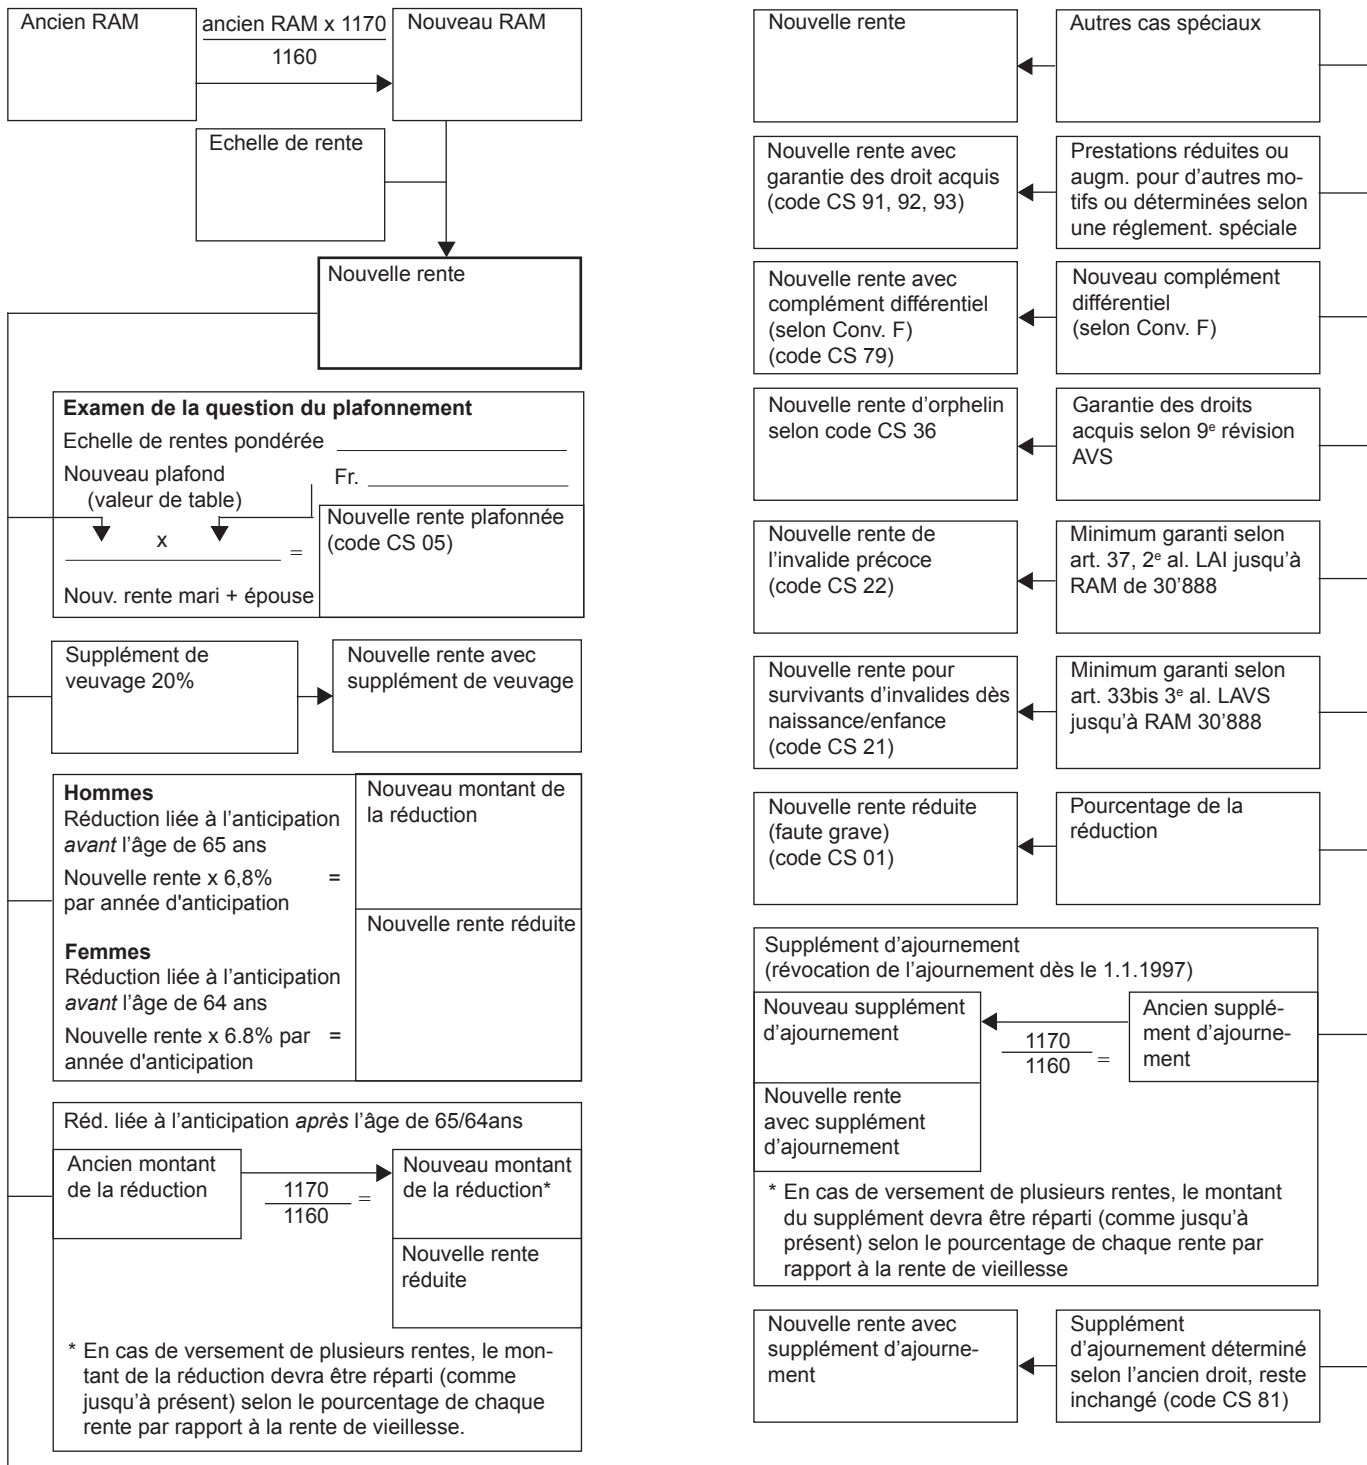 Ancien RAM
ancien RAM x 1170
1160
Nouveau RAM
Echelle de rente
Nouvelle rente
Examen de la question du plafonnement
Echelle de rentes pondérée
Nouveau plafond
(valeur de table)
Fr.
x
=
Nouvelle rente plafonnée
(code CS 05)
Nouv. rente mari + épouse
Supplément de
veuvage 20%
Nouvelle rente avec
supplément de veuvage
Hommes
Réduction liée à l’anticipation
avant l’âge de 65 ans
Nouvelle rente x 6,8% =
par année d'anticipation
Nouveau montant de
la réduction
Femmes
Réduction liée à l’anticipation
avant l’âge de 64 ans
Nouvelle rente x 6.8% par =
année d'anticipation
Nouvelle rente réduite
Réd. liée à l’anticipation après l’âge de 65/64ans
Ancien montant
de la réduction
1170
1160
=
Nouveau montant
de la réduction*
Nouvelle rente
réduite
* En cas de versement de plusieurs rentes, le mon-
tant de la réduction devra être réparti (comme
jusqu’à présent) selon le pourcentage de chaque
rente par rapport à la rente de vieillesse.
Nouvelle rente
Autres cas spéciaux
Nouvelle rente avec
garantie des droit acquis
(code CS 91, 92, 93)
Prestations réduites ou
augm. pour d’autres mo-
tifs ou déterminées selon
une réglement. spéciale
Nouvelle rente avec
complément différentiel
(selon Conv. F)
(code CS 79)
Nouveau complément
différentiel
(selon Conv. F)
Nouvelle rente d’orphelin
selon code CS 36
Garantie des droits
acquis selon 9e révision
AVS
Nouvelle rente de
l’invalide précoce
(code CS 22)
Minimum garanti selon
art. 37, 2e al. LAI jusqu’à
RAM de 30’888
Nouvelle rente pour
survivants d’invalides dès
naissance/enfance
(code CS 21)
Minimum garanti selon
art. 33bis 3e al. LAVS
jusqu’à RAM 30’888
Nouvelle rente réduite
(faute grave)
(code CS 01)
Pourcentage de la
réduction
Supplément d’ajournement
(révocation de l’ajournement dès le 1.1.1997)
Nouveau supplément
d’ajournement
1170
1160
=
Ancien supplé-
ment d’ajourne-
ment
Nouvelle rente
avec supplément
d’ajournement
* En cas de versement de plusieurs rentes, le montant
du supplément devra être réparti (comme jusqu’à
présent) selon le pourcentage de chaque rente par
rapport à la rente de vieillesse
Nouvelle rente avec
supplément d’ajourne-
ment
Supplément
d’ajournement déterminé
selon l’ancien droit, reste
inchangé (code CS 81)